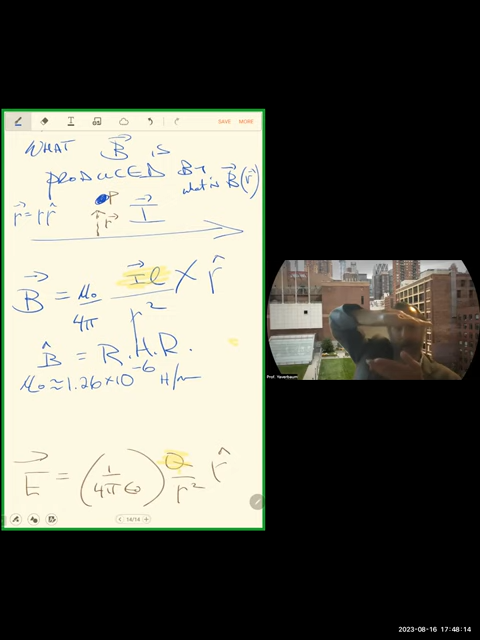 SAVE MORE
WHAT B⃗ IS
PRODUCED BY
what is B⃗(r⃗)
r⃗ = r r̂
P
r⃗
I⃗
B⃗ = μ₀/4π I⃗l/r² × r̂
B̂ = R.H.R.
μ₀ ≈ 1.26 × 10⁻⁶ H/m
E⃗ = (1/4πε₀) Q/r² r̂
14/14
Prof. Yaverbaum
2023-08-16 17:48:14